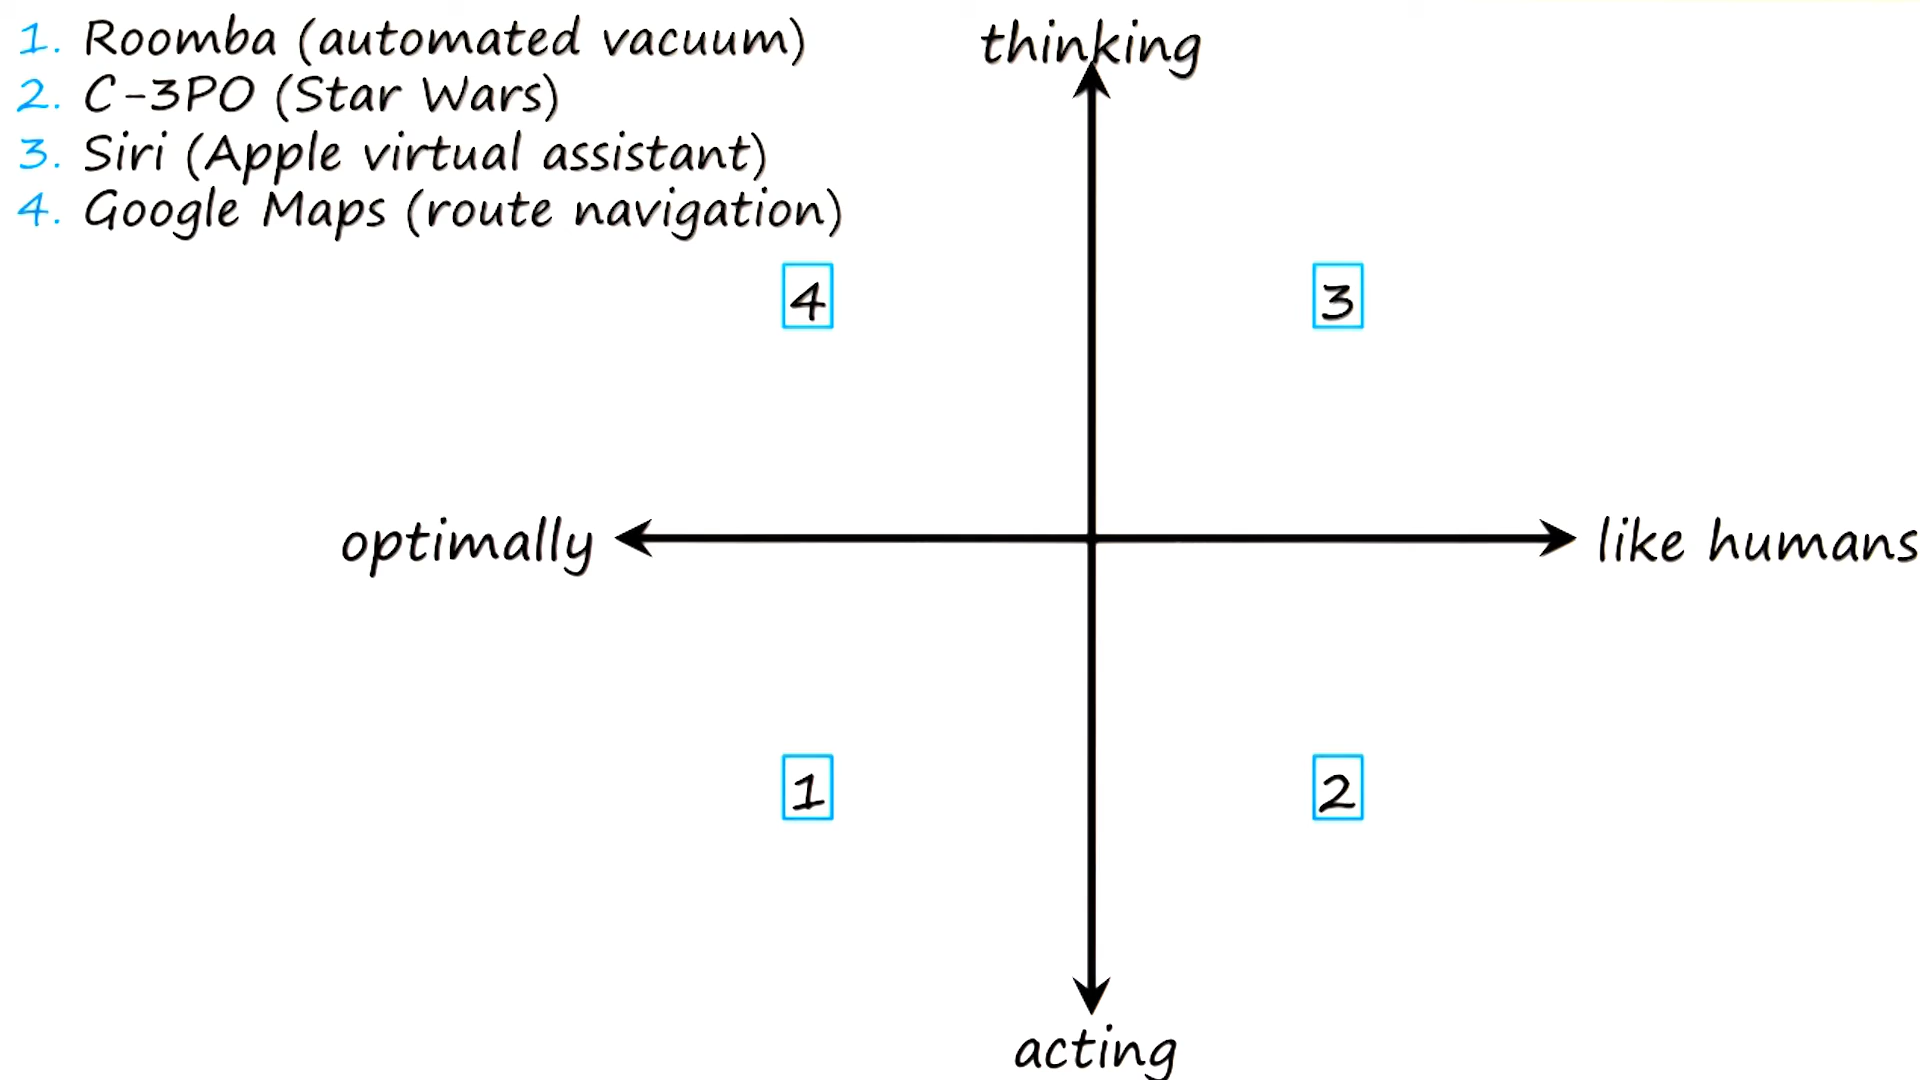 1. Roomba (automated vacuum)
2. C-3PO (Star Wars)
3. Siri (Apple virtual assistant)
4. Google Maps (route navigation)
thinking
4
3
optimally
like humans
1
2
acting